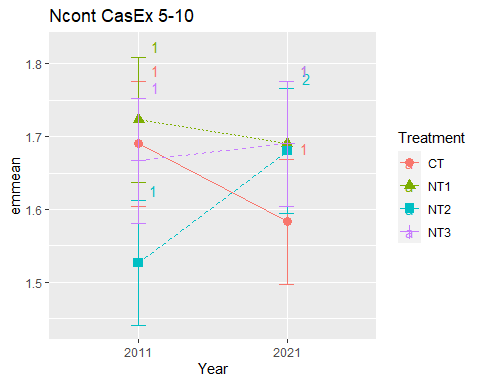 Ncont CasEx 5-10
1
1
1
1
1
2
1
1.8
1.7
1.6
1.5
emmean
2011
2021
Year
Treatment
a CT
a NT1
a NT2
a NT3